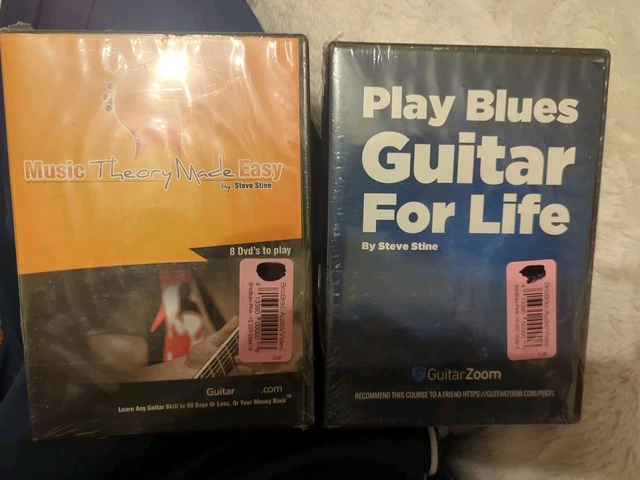 Music Theory Made Easy
by Steve Stine
8 Dvd's to play
Guitar .com
Learn Any Guitar Skill In 90 Days Or Less, Or Your Money Back
Play Blues
Guitar
For Life
By Steve Stine
GuitarZoom
RECOMMEND THIS COURSE TO A FRIEND HTTPS://GUITARZOOM.COM/PBGFL